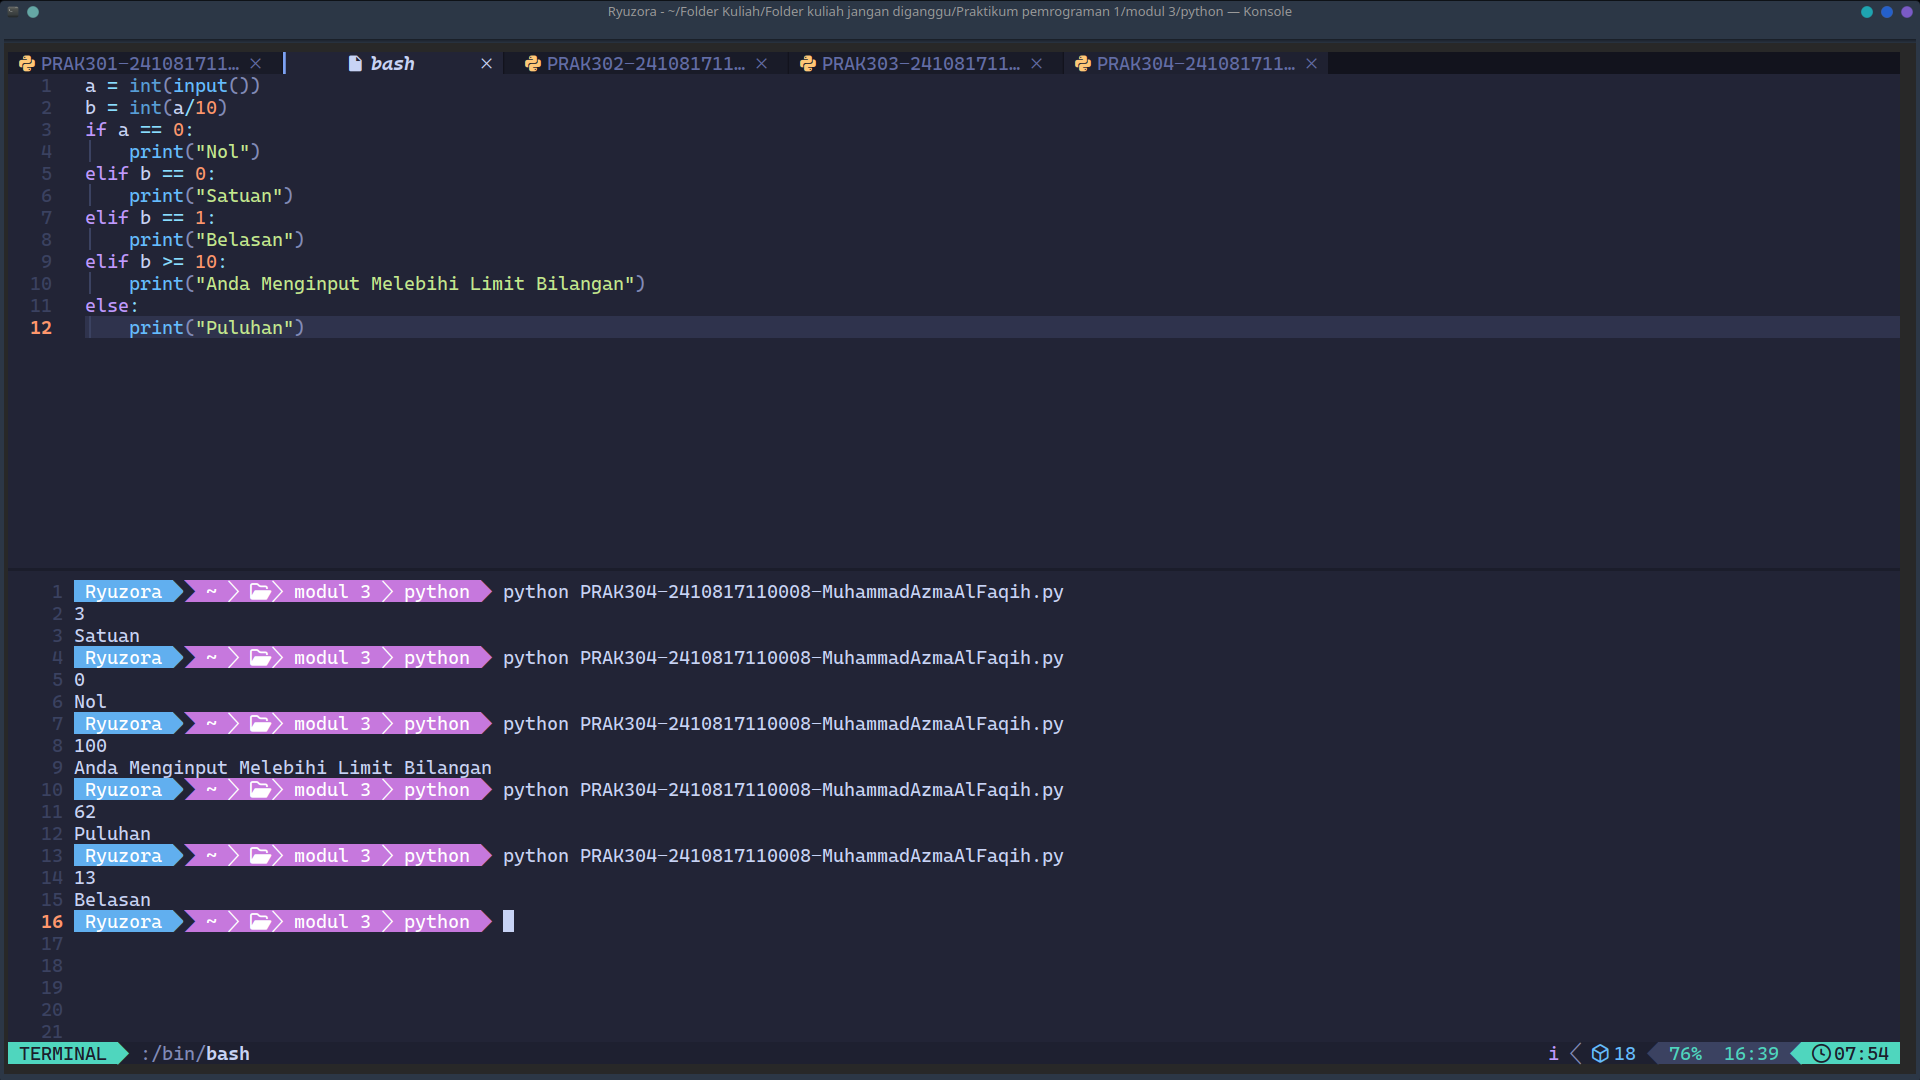 Ryuzora - ~/Folder Kuliah/Folder kuliah jangan diganggu/Praktikum pemrograman 1/modul 3/python — Konsole
PRAK301-241081711… × bash × PRAK302-241081711… × PRAK303-241081711… × PRAK304-241081711… ×
1 a = int(input())
2 b = int(a/10)
3 if a == 0:
4     print("Nol")
5 elif b == 0:
6     print("Satuan")
7 elif b == 1:
8     print("Belasan")
9 elif b >= 10:
10     print("Anda Menginput Melebihi Limit Bilangan")
11 else:
12     print("Puluhan")
1 Ryuzora ~ modul 3 python python PRAK304-2410817110008-MuhammadAzmaAlFaqih.py
2 3
3 Satuan
4 Ryuzora ~ modul 3 python python PRAK304-2410817110008-MuhammadAzmaAlFaqih.py
5 0
6 Nol
7 Ryuzora ~ modul 3 python python PRAK304-2410817110008-MuhammadAzmaAlFaqih.py
8 100
9 Anda Menginput Melebihi Limit Bilangan
10 Ryuzora ~ modul 3 python python PRAK304-2410817110008-MuhammadAzmaAlFaqih.py
11 62
12 Puluhan
13 Ryuzora ~ modul 3 python python PRAK304-2410817110008-MuhammadAzmaAlFaqih.py
14 13
15 Belasan
16 Ryuzora ~ modul 3 python
17
18
19
20
21
TERMINAL :/bin/bash i 18 76% 16:39 07:54